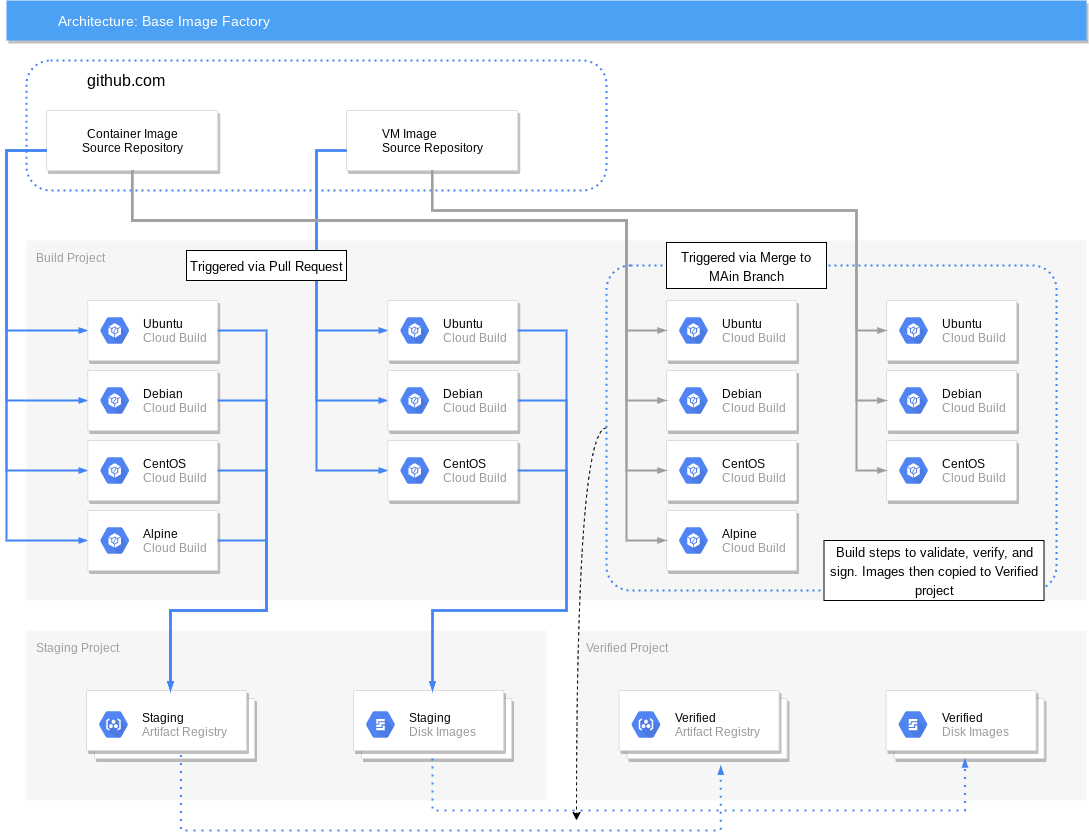 Architecture: Base Image Factory
github.com
Container Image
Source Repository
VM Image
Source Repository
Build Project
Triggered via Pull Request
Triggered via Merge to
MAin Branch
Ubuntu
Cloud Build
Ubuntu
Cloud Build
Ubuntu
Cloud Build
Ubuntu
Cloud Build
Debian
Cloud Build
Debian
Cloud Build
Debian
Cloud Build
Debian
Cloud Build
CentOS
Cloud Build
CentOS
Cloud Build
CentOS
Cloud Build
CentOS
Cloud Build
Alpine
Cloud Build
Alpine
Cloud Build
Build steps to validate, verify, and
sign. Images then copied to Verified
project
Staging Project
Verified Project
Staging
Artifact Registry
Staging
Disk Images
Verified
Artifact Registry
Verified
Disk Images